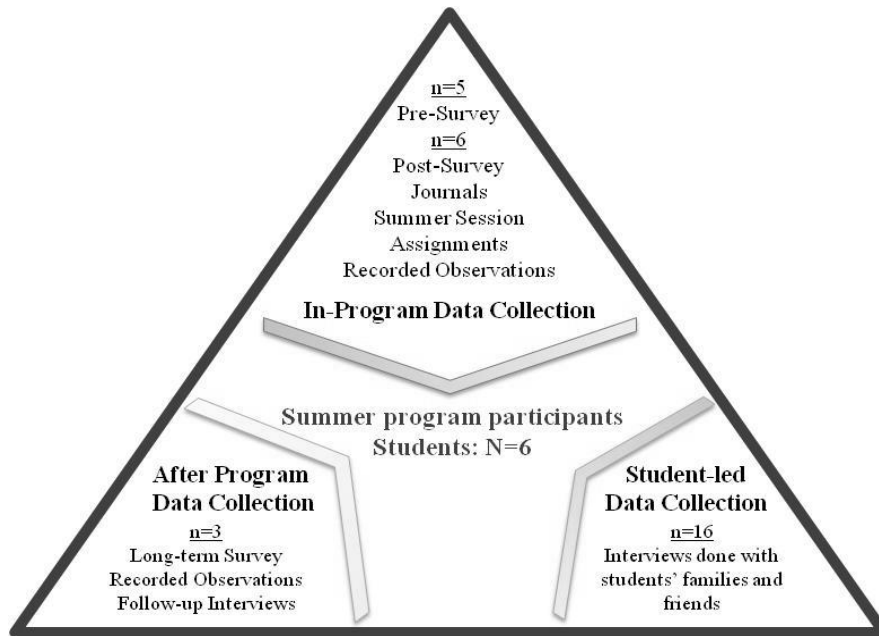 n=5
Pre-Survey
n=6
Post-Survey
Journals
Summer Session
Assignments
Recorded Observations
In-Program Data Collection
Summer program participants
Students: N=6
After Program
Data Collection
n=3
Long-term Survey
Recorded Observations
Follow-up Interviews
Student-led
Data Collection
n=16
Interviews done with
students’ families and
friends